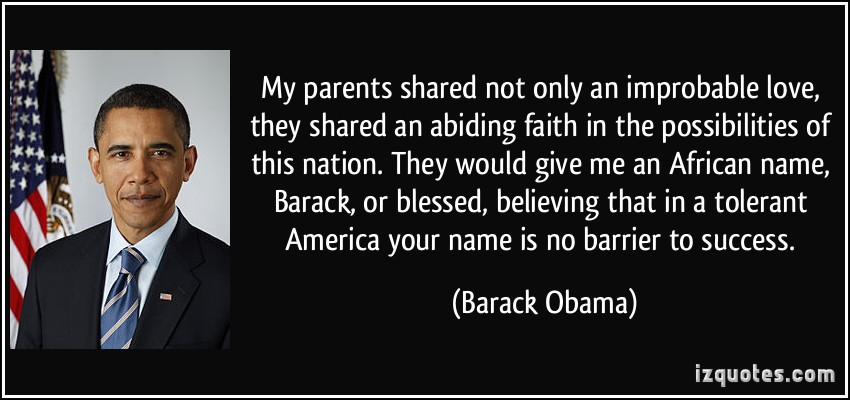 My parents shared not only an improbable love,
they shared an abiding faith in the possibilities of
this nation. They would give me an African name,
Barack, or blessed, believing that in a tolerant
America your name is no barrier to success.
(Barack Obama)
izquotes.com